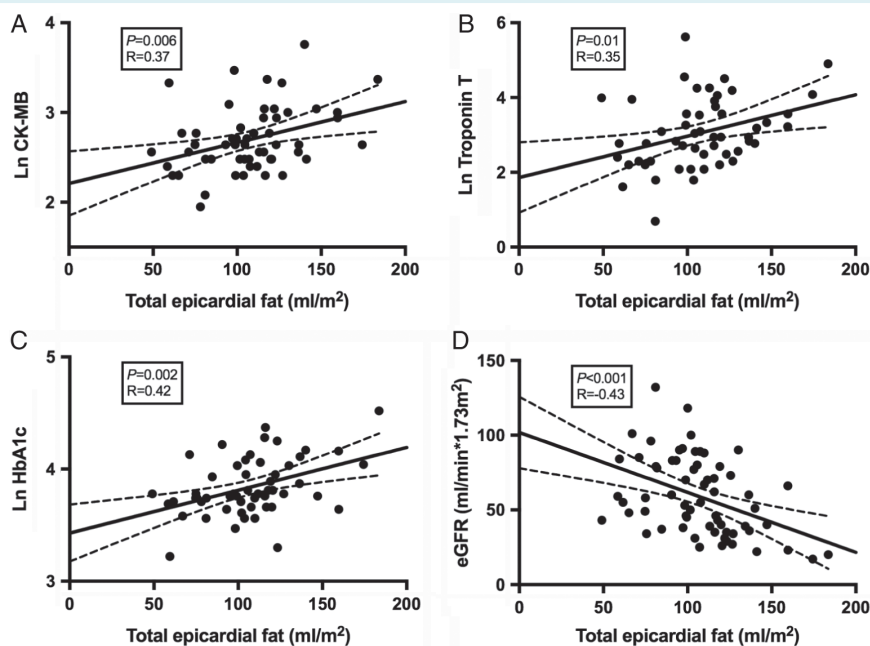 A
P=0.006
R=0.37
Ln CK-MB
4
3
2
0
50
100
150
200
Total epicardial fat (ml/m²)
B
P=0.01
R=0.35
Ln Troponin T
6
4
2
0
0
50
100
150
200
Total epicardial fat (ml/m²)
C
P=0.002
R=0.42
Ln HbA1c
5
4
3
0
50
100
150
200
Total epicardial fat (ml/m²)
D
P<0.001
R=-0.43
eGFR (ml/min*1.73m²)
150
100
50
0
0
50
100
150
200
Total epicardial fat (ml/m²)